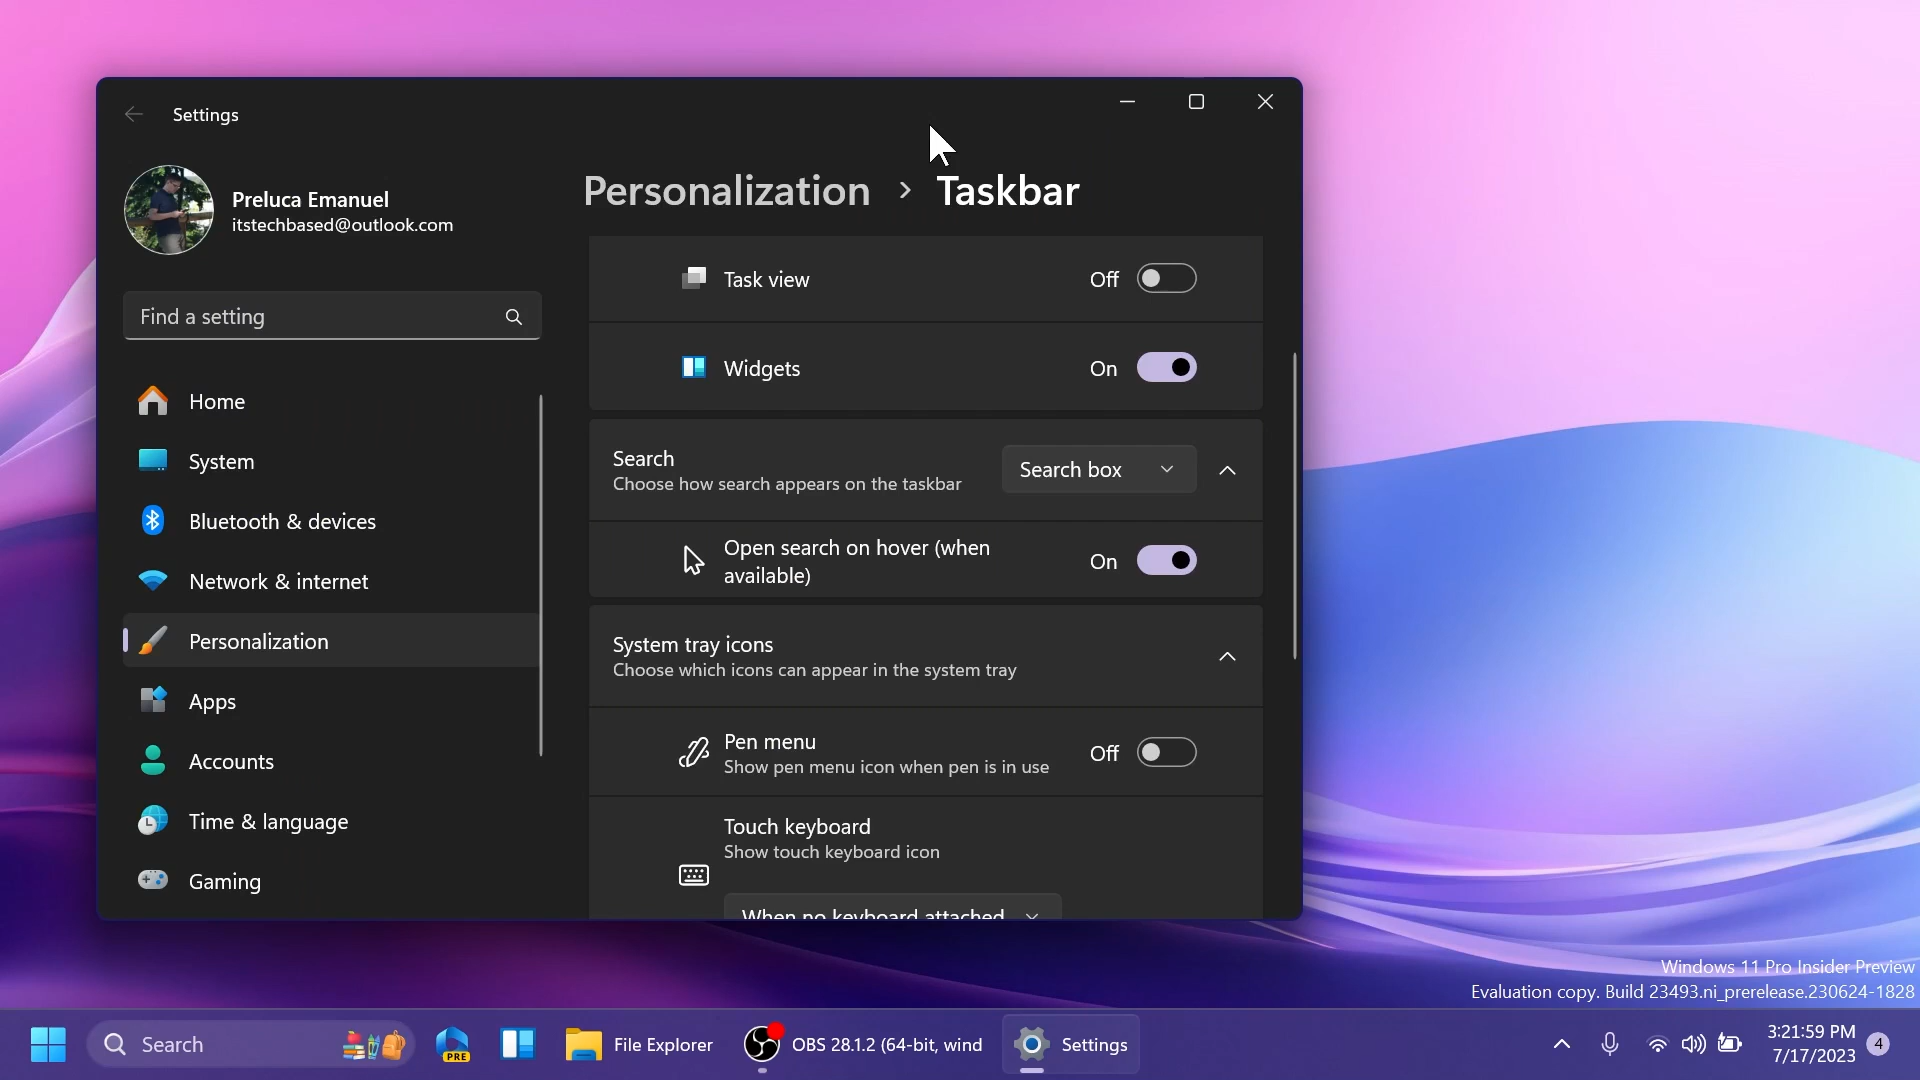 Settings
Preluca Emanuel
itstechbased@outlook.com
Find a setting
Home
System
Bluetooth & devices
Network & internet
Personalization
Apps
Accounts
Time & language
Gaming
Personalization > Taskbar
Task view Off
Widgets On
Search
Choose how search appears on the taskbar
Search box
Open search on hover (when
available)
On
System tray icons
Choose which icons can appear in the system tray
Pen menu
Show pen menu icon when pen is in use
Off
Touch keyboard
Show touch keyboard icon
When no keyboard attached
Windows 11 Pro Insider Preview
Evaluation copy. Build 23493.ni_prerelease.230624-1828
Search
PRE
File Explorer
OBS 28.1.2 (64-bit, wind
Settings
3:21:59 PM
7/17/2023
4